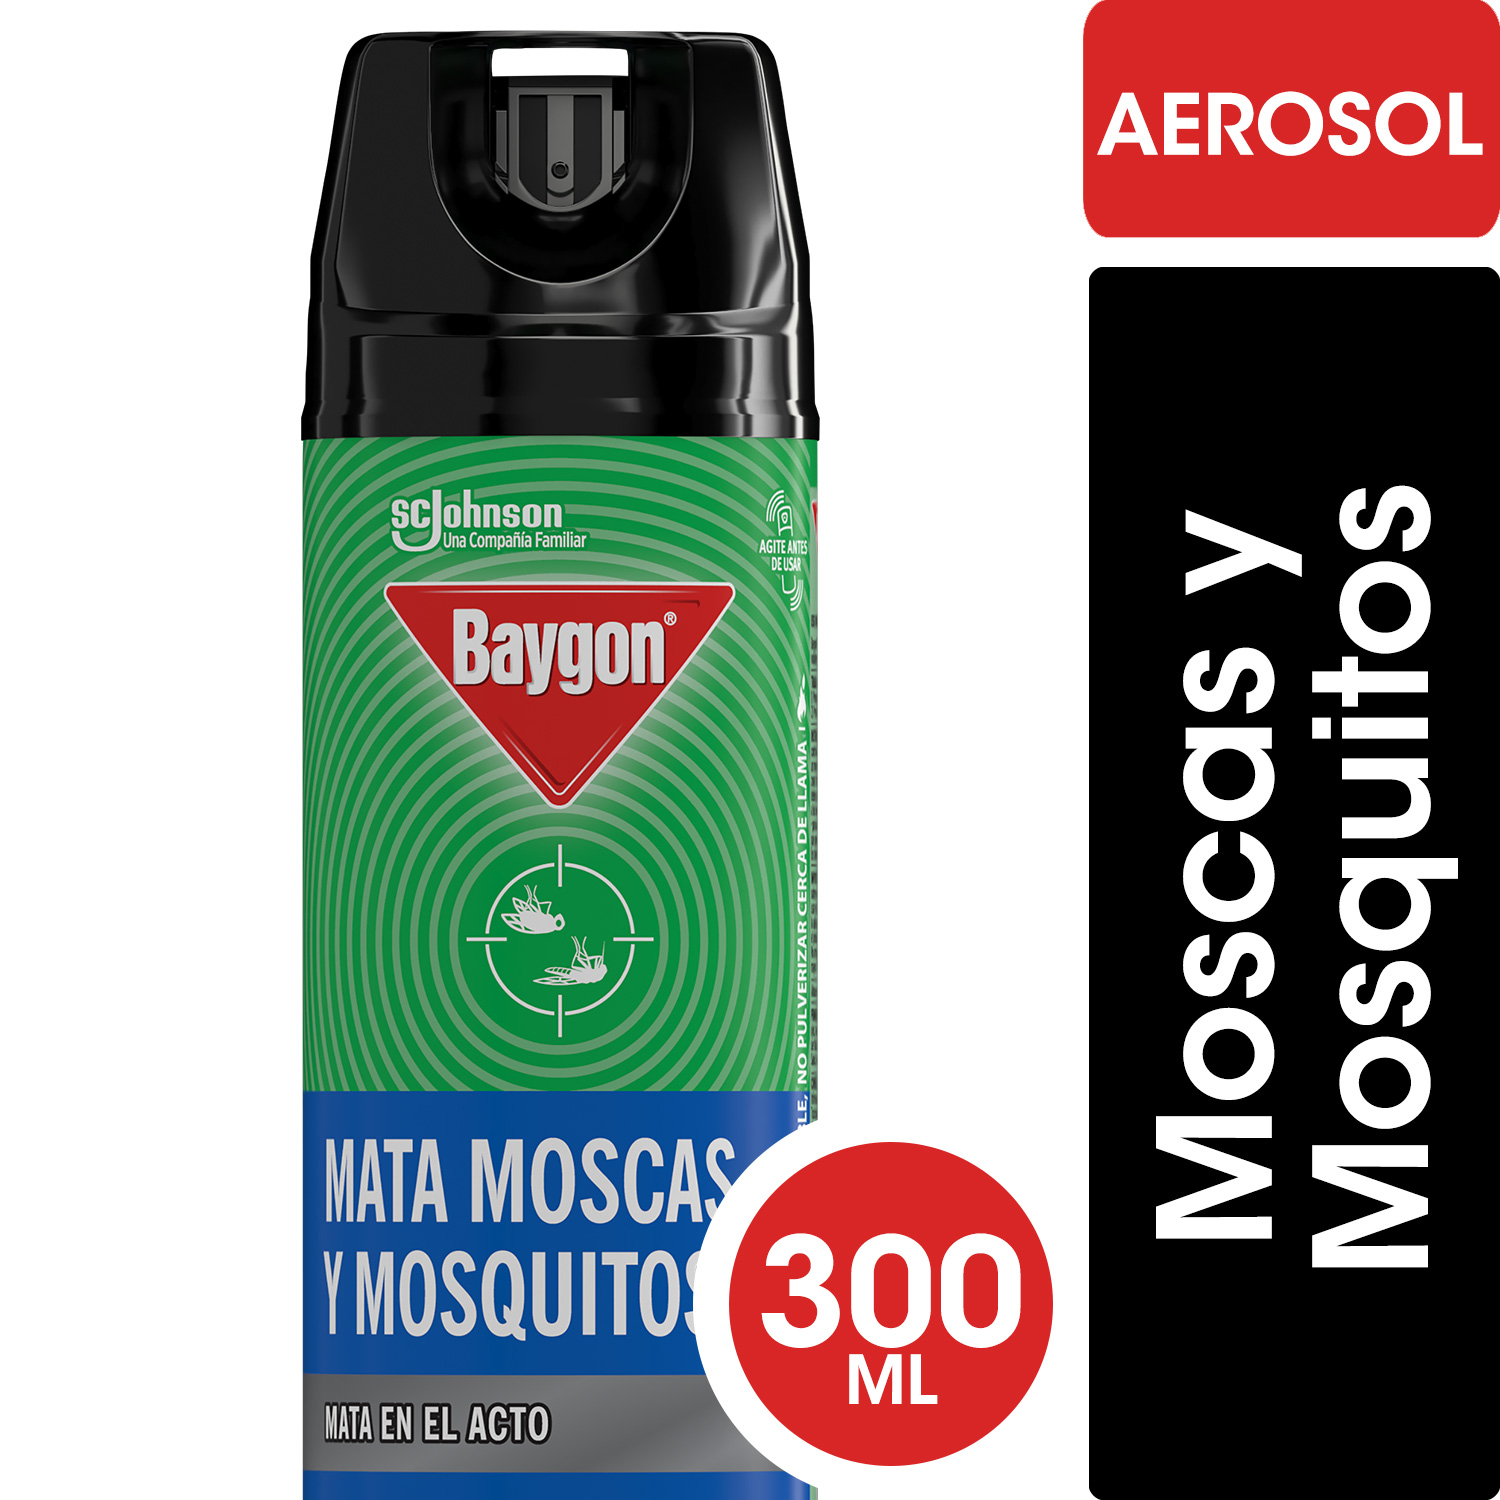 AEROSOL
Moscas y
Mosquitos
SCJohnson
Una Compañía Familiar
AGITE ANTES
DE USAR
Baygon®
NO PULVERIZAR CERCA DE LLAMA
MATA MOSCAS
Y MOSQUITOS
MATA EN EL ACTO
300
ML